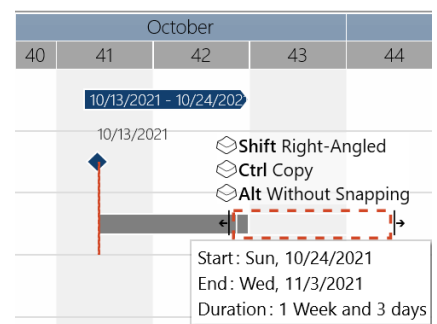 October
40 41 42 43 44
10/13/2021 - 10/24/202
10/13/2021
Shift Right-Angled
Ctrl Copy
Alt Without Snapping
Start: Sun, 10/24/2021
End: Wed, 11/3/2021
Duration: 1 Week and 3 days